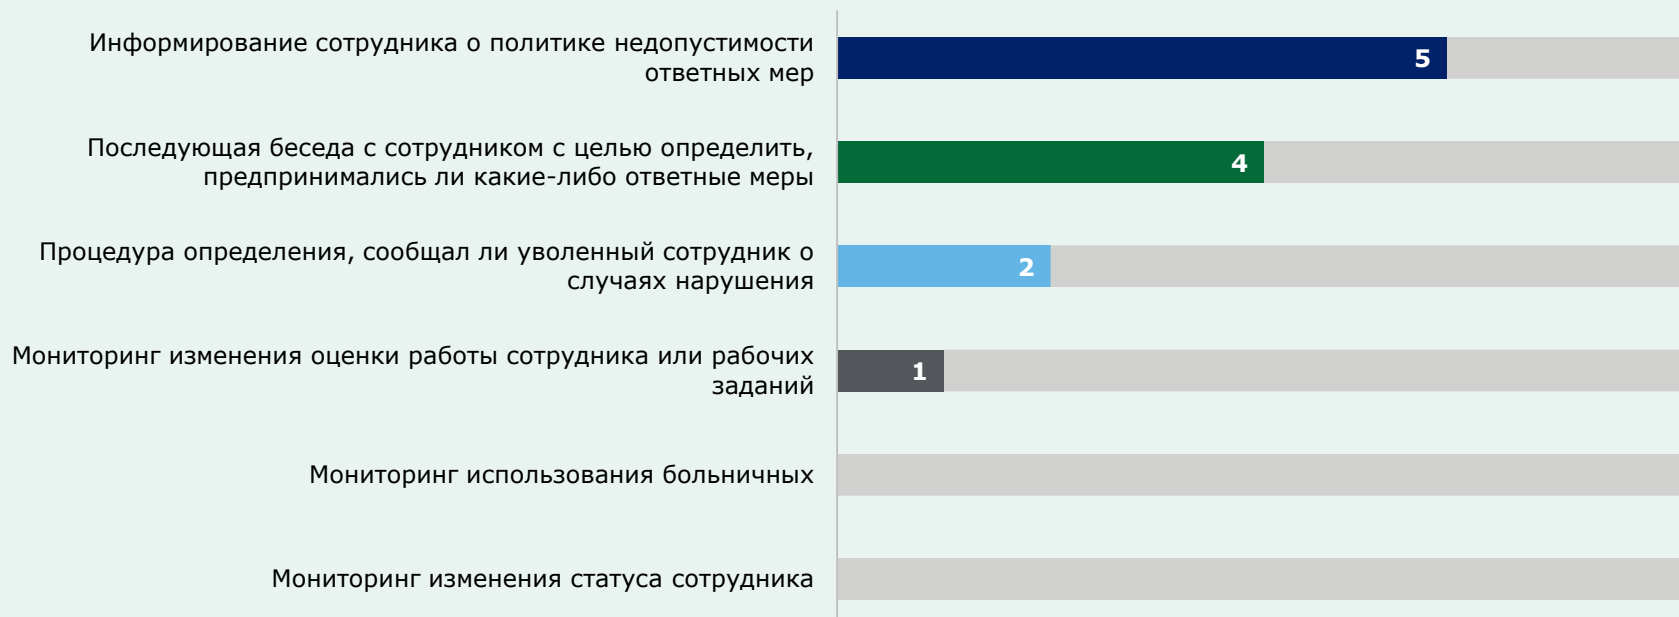 Информирование сотрудника о политике недопустимости
ответных мер
5
Последующая беседа с сотрудником с целью определить,
предпринимались ли какие-либо ответные меры
4
Процедура определения, сообщал ли уволенный сотрудник о
случаях нарушения
2
Мониторинг изменения оценки работы сотрудника или рабочих
заданий
1
Мониторинг использования больничных
Мониторинг изменения статуса сотрудника